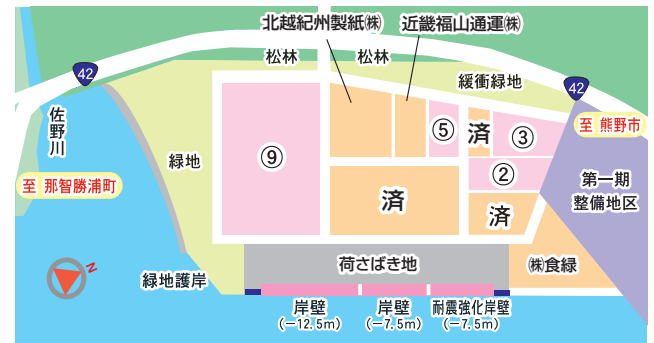 北越紀州製紙㈱
近畿福山通運㈱
松林
松林
42
緩衝緑地
42
佐野川
至 熊野市
緑地
⑨
⑤
済
③
②
第一期
整備地区
至 那智勝浦町
済
済
荷さばき地
㈱食緑
N
緑地護岸
岸壁
(−12.5m)
岸壁
(−7.5m)
耐震強化岸壁
(−7.5m)